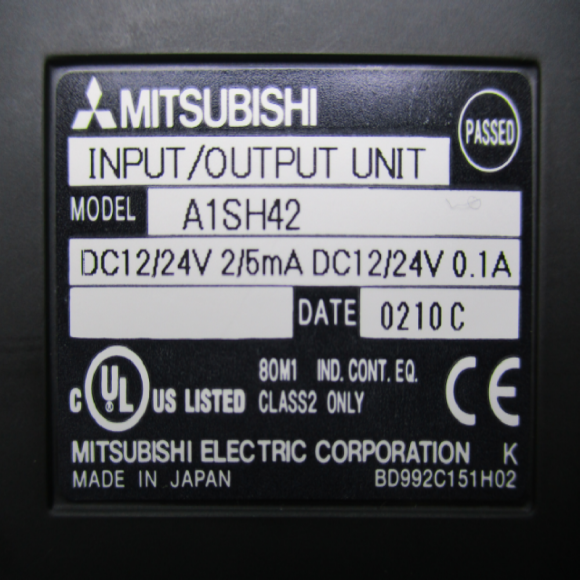 MITSUBISHI
PASSED
INPUT/OUTPUT UNIT
MODEL A1SH42
DC12/24V 2/5mA DC12/24V 0.1A
DATE 0210C
C UL ® US LISTED
80M1 IND. CONT. EQ.
CLASS2 ONLY
CE
MITSUBISHI ELECTRIC CORPORATION K
MADE IN JAPAN BD992C151H02